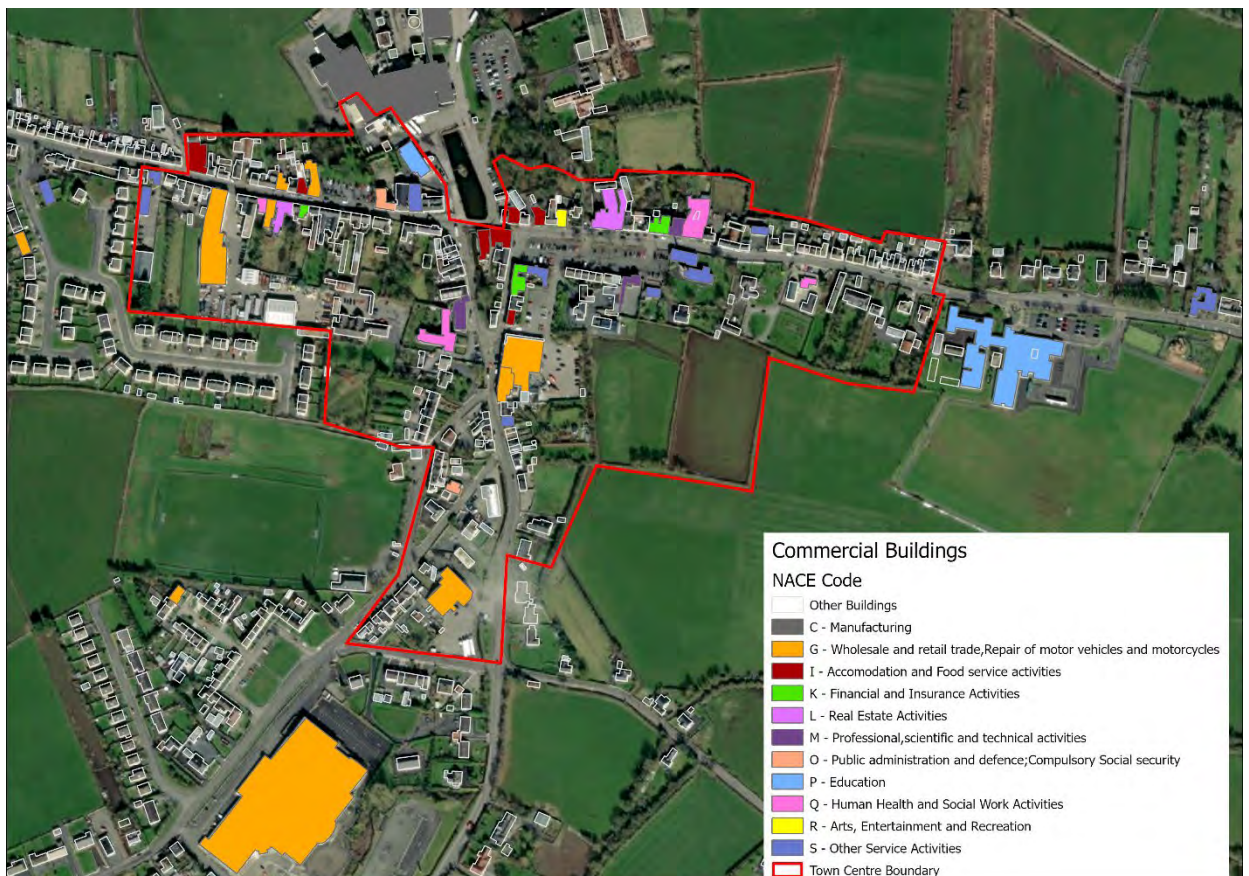 Commercial Buildings
NACE Code
Other Buildings
C - Manufacturing
G - Wholesale and retail trade,Repair of motor vehicles and motorcycles
I - Accomodation and Food service activities
K - Financial and Insurance Activities
L - Real Estate Activities
M - Professional,scientific and technical activities
O - Public administration and defence;Compulsory Social security
P - Education
Q - Human Health and Social Work Activities
R - Arts, Entertainment and Recreation
S - Other Service Activities
Town Centre Boundary